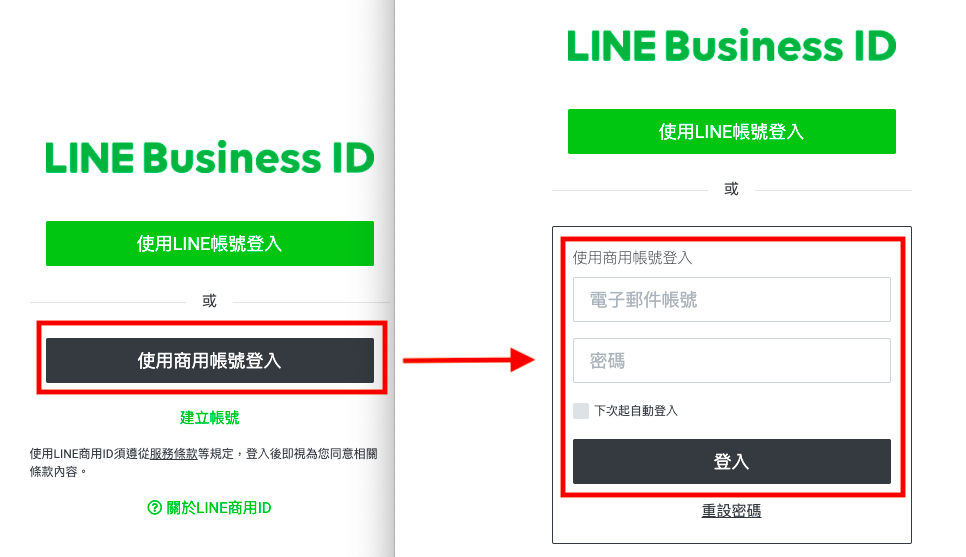 LINE Business ID
使用LINE帳號登入
或
使用商用帳號登入
建立帳號
使用LINE商用ID須遵從服務條款等規定，登入後即視為您同意相關
條款內容。
? 關於LINE商用ID
LINE Business ID
使用LINE帳號登入
或
使用商用帳號登入
電子郵件帳號
密碼
下次起自動登入
登入
重設密碼